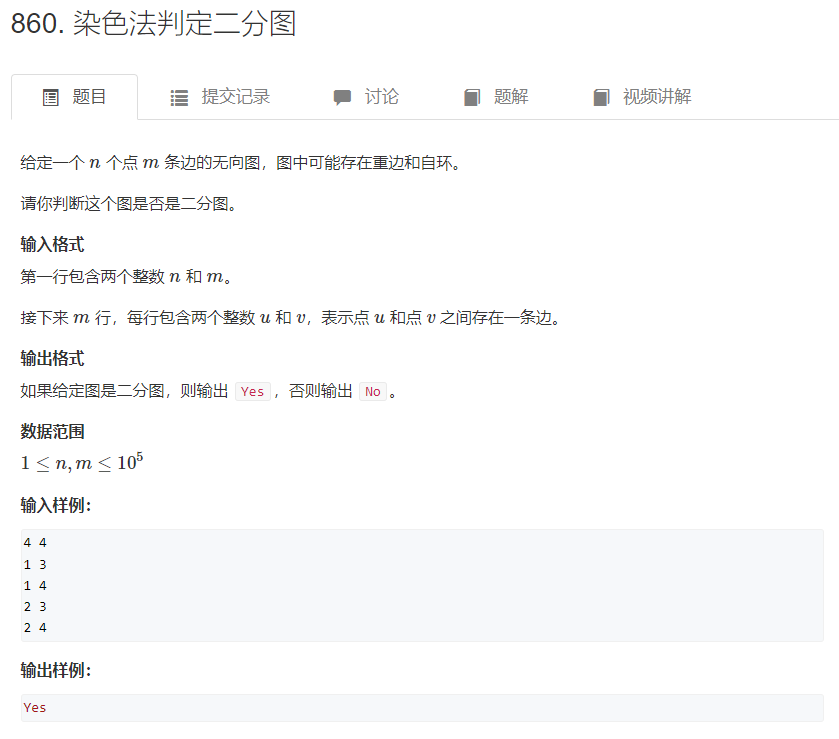 860. 染色法判定二分图
题目 提交记录 讨论 题解 视频讲解
给定一个 n 个点 m 条边的无向图，图中可能存在重边和自环。
请你判断这个图是否是二分图。
输入格式
第一行包含两个整数 n 和 m。
接下来 m 行，每行包含两个整数 u 和 v，表示点 u 和点 v 之间存在一条边。
输出格式
如果给定图是二分图，则输出 Yes，否则输出 No。
数据范围
1 ≤ n, m ≤ 10⁵
输入样例：
4 4
1 3
1 4
2 3
2 4
输出样例：
Yes